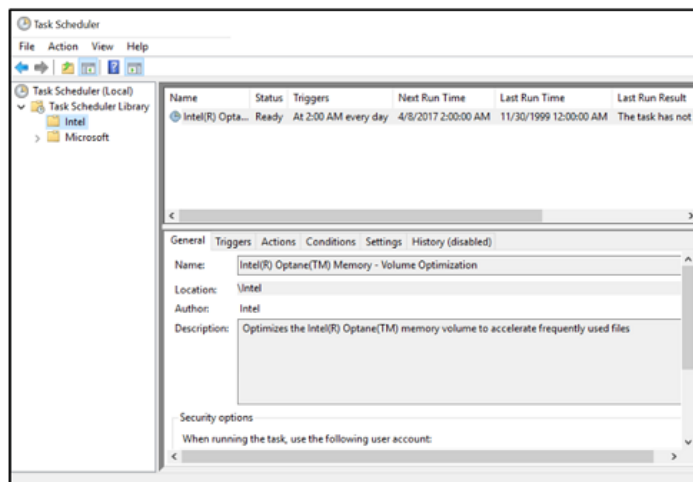 Task Scheduler
File Action View Help
Task Scheduler (Local)
Task Scheduler Library
Intel
Microsoft
Name Status Triggers Next Run Time Last Run Time Last Run Result
Intel(R) Opta... Ready At 2:00 AM every day 4/8/2017 2:00:00 AM 11/30/1999 12:00:00 AM The task has not
General Triggers Actions Conditions Settings History (disabled)
Name: Intel(R) Optane(TM) Memory - Volume Optimization
Location: \Intel
Author: Intel
Description: Optimizes the Intel(R) Optane(TM) memory volume to accelerate frequently used files
Security options
When running the task, use the following user account: